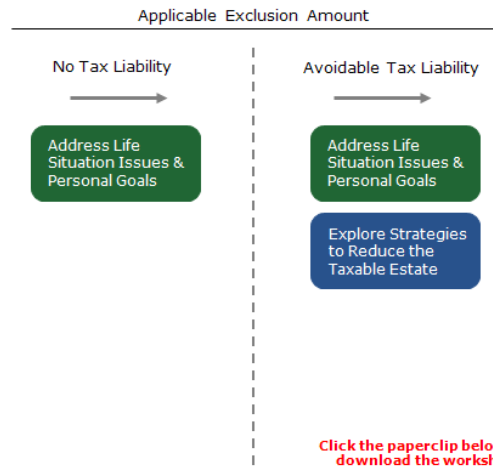 Applicable Exclusion Amount
No Tax Liability
Avoidable Tax Liability
Address Life
Situation Issues &
Personal Goals
Address Life
Situation Issues &
Personal Goals
Explore Strategies
to Reduce the
Taxable Estate
Click the paperclip belo
download the worksh